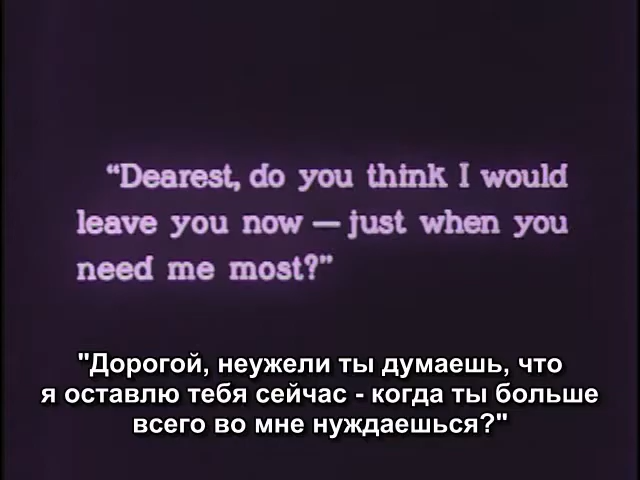 “Dearest, do you think I would
leave you now — just when you
need me most?”
"Дорогой, неужели ты думаешь, что
я оставлю тебя сейчас - когда ты больше
всего во мне нуждаешься?"